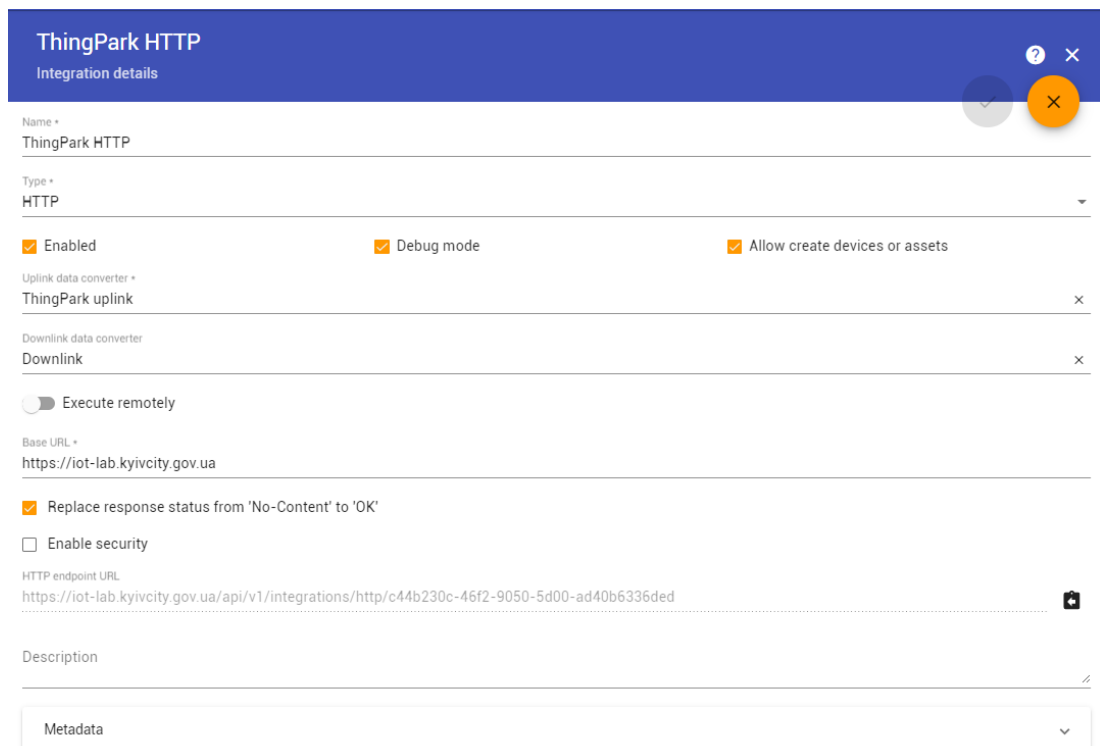 ThingPark HTTP
Integration details
Name *
ThingPark HTTP
Type *
HTTP
Enabled
Debug mode
Allow create devices or assets
Uplink data converter *
ThingPark uplink
Downlink data converter
Downlink
Execute remotely
Base URL *
https://iot-lab.kyivcity.gov.ua
Replace response status from 'No-Content' to 'OK'
Enable security
HTTP endpoint URL
https://iot-lab.kyivcity.gov.ua/api/v1/integrations/http/c44b230c-46f2-9050-5d00-ad40b6336ded
Description
Metadata